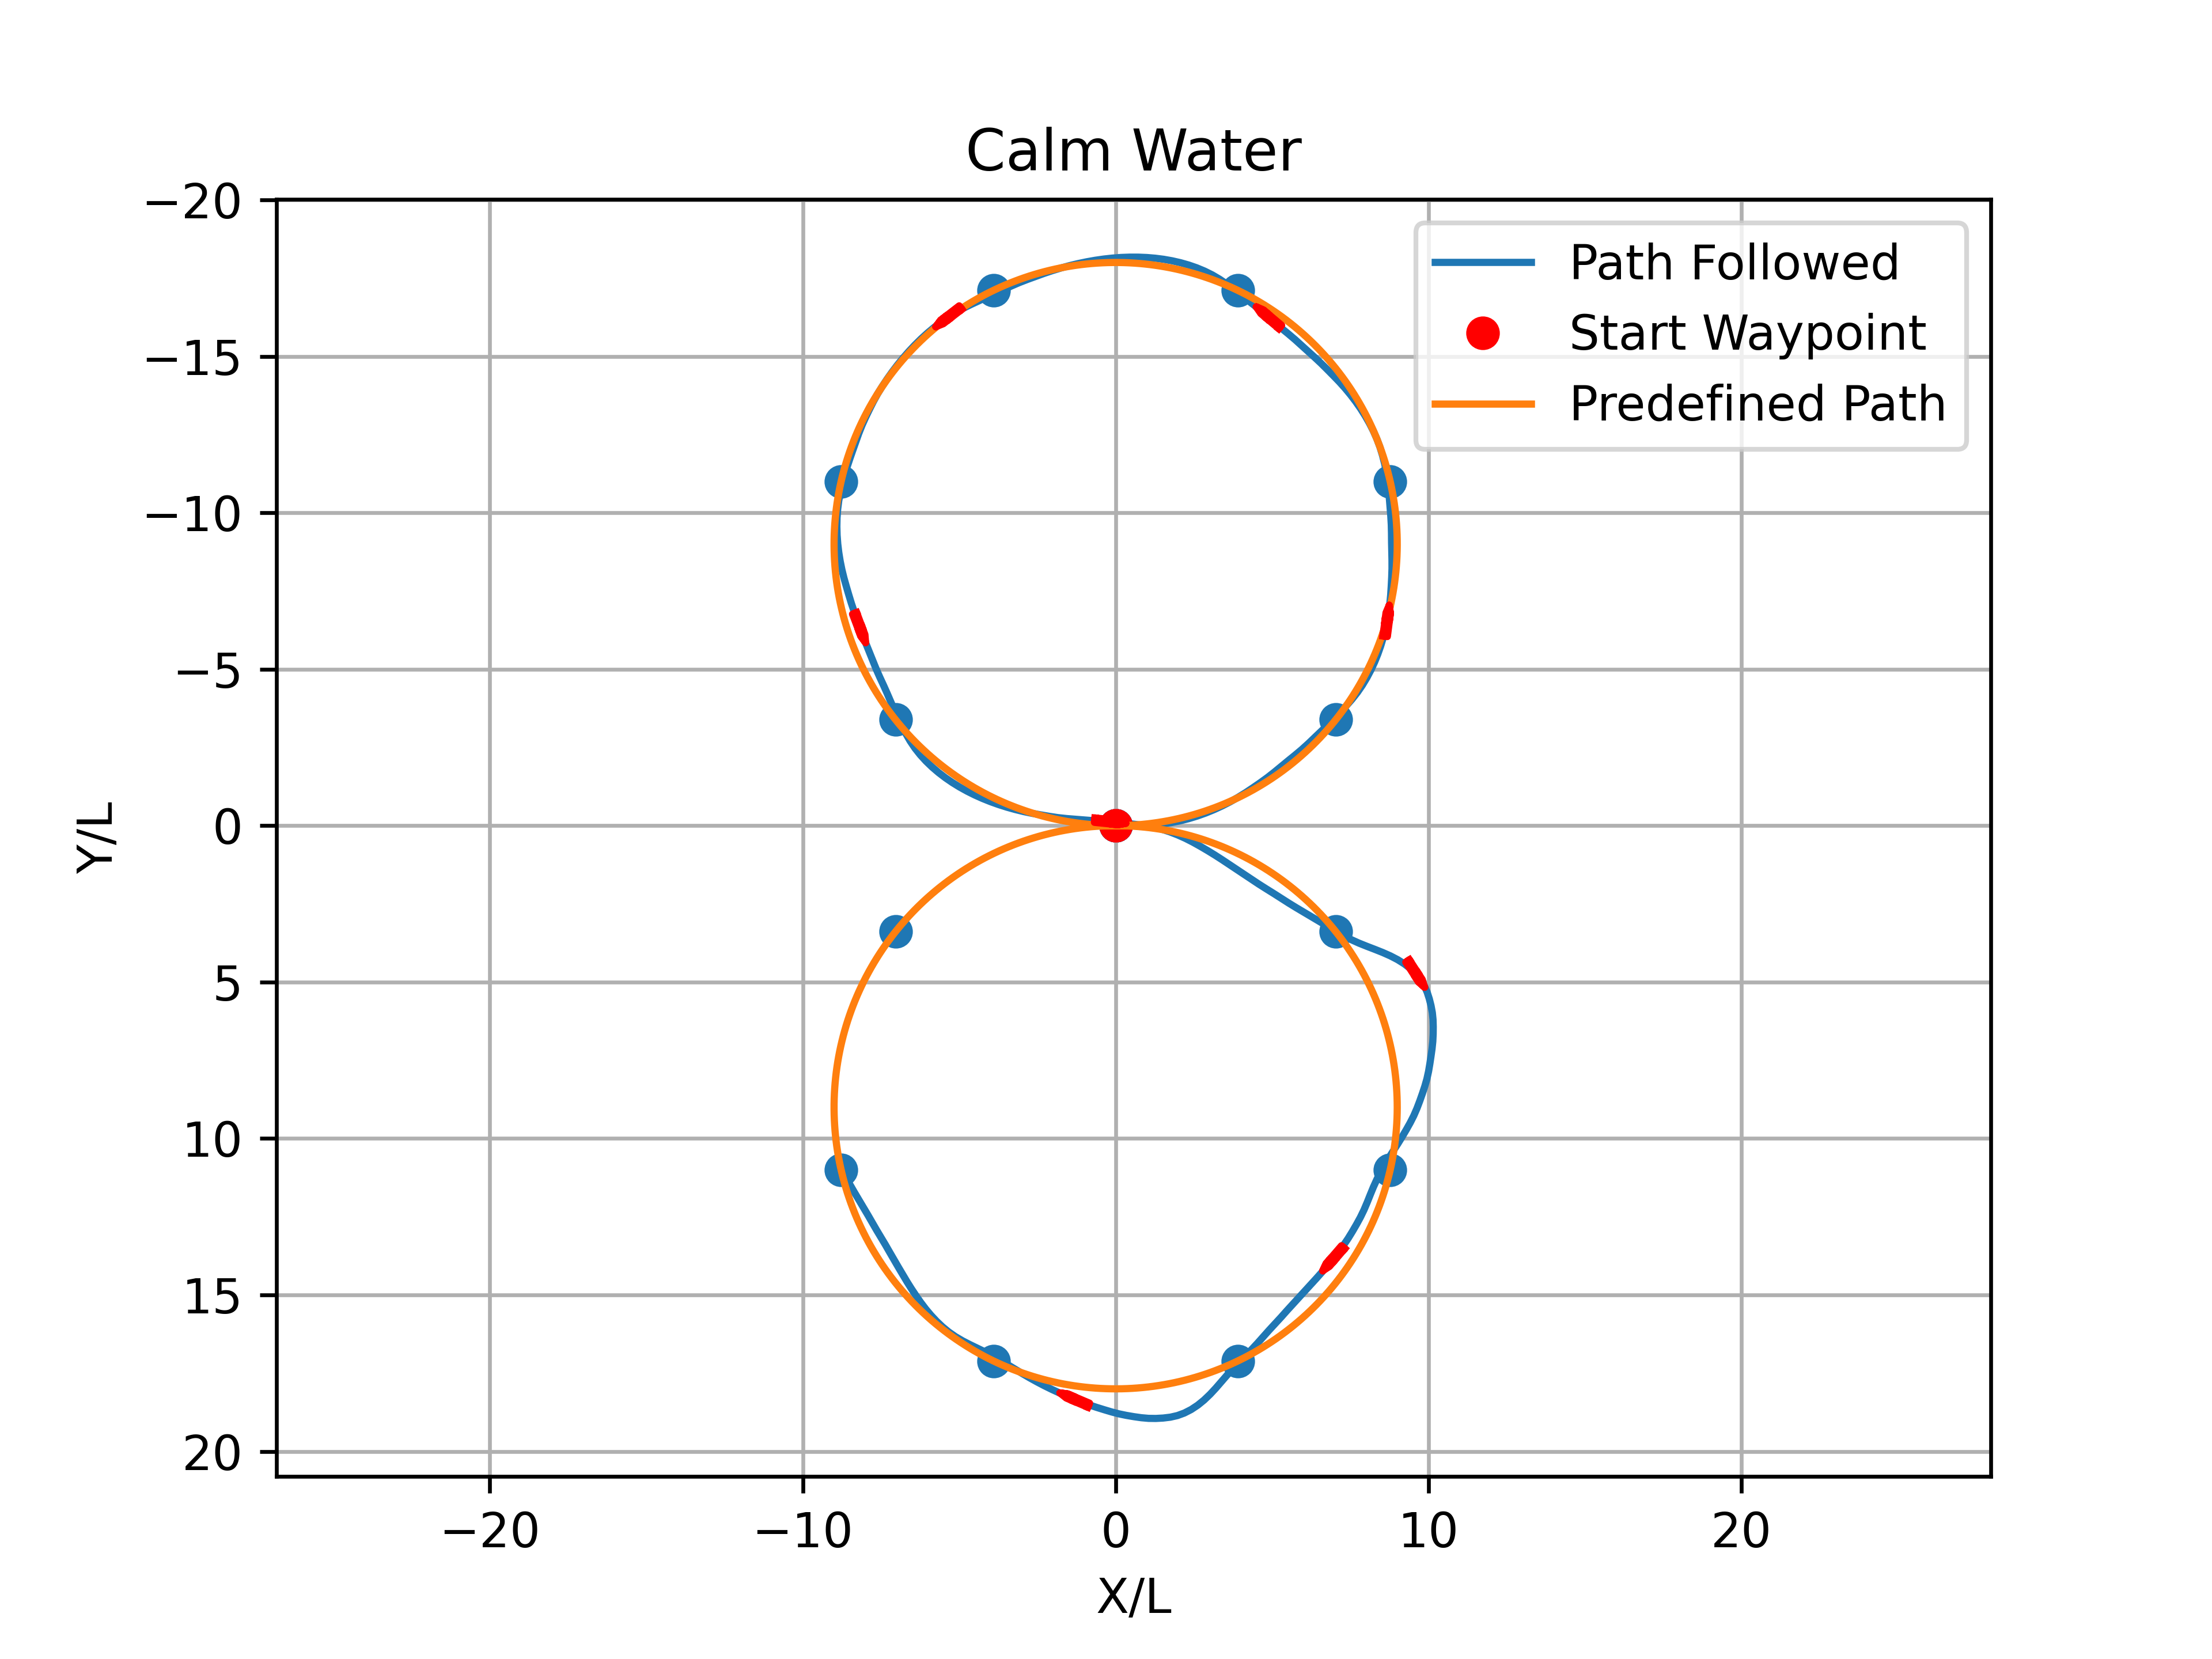 Calm Water
Path Followed
Start Waypoint
Predefined Path
Y/L
−20
−15
−10
−5
0
5
10
15
20
−20
−10
0
10
20
X/L